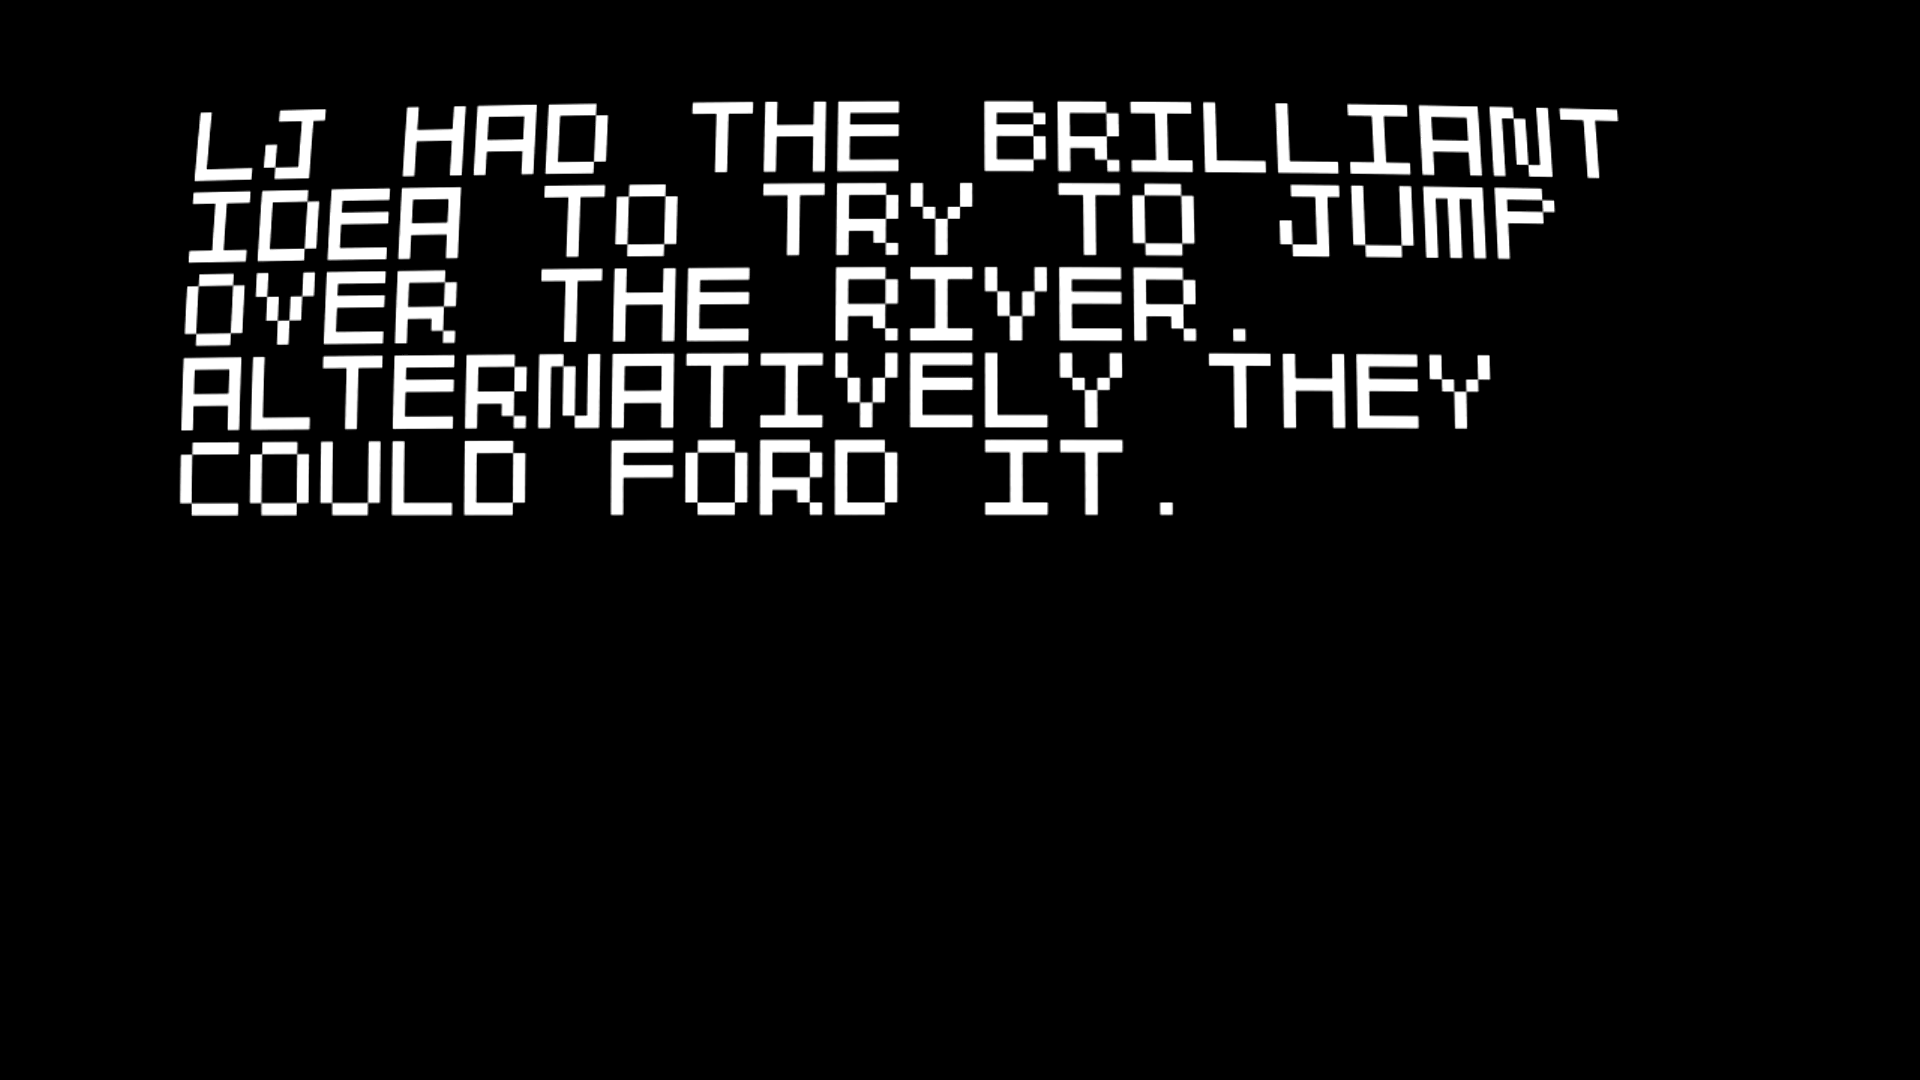 LJ HAD THE BRILLIANT
IDEA TO TRY TO JUMP
OVER THE RIVER.
ALTERNATIVELY THEY
COULD FORD IT.